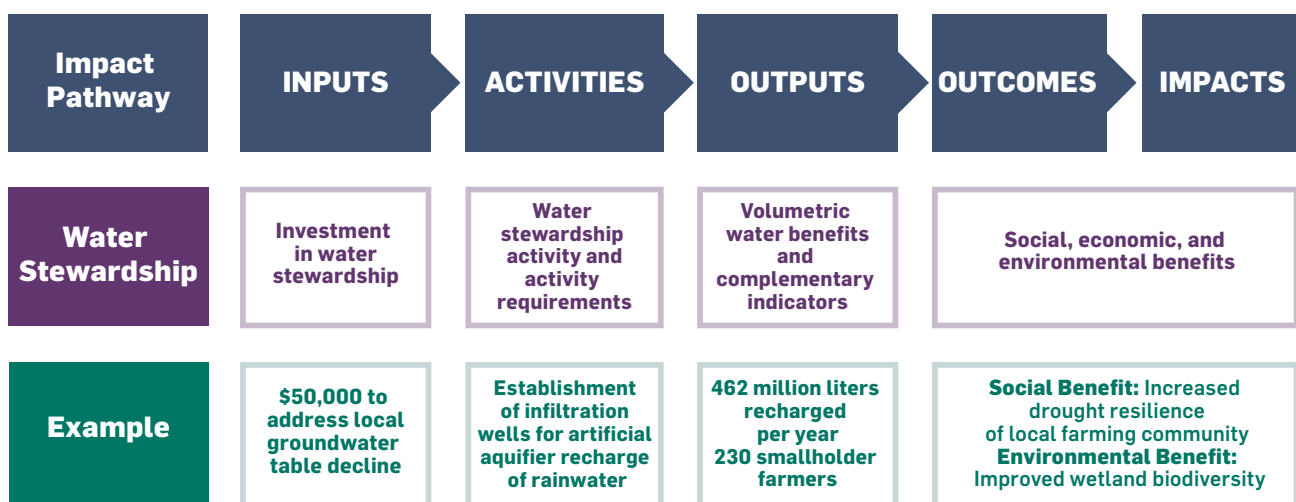 Impact
Pathway
INPUTS
ACTIVITIES
OUTPUTS
OUTCOMES
IMPACTS
Water
Stewardship
Investment
in water
stewardship
Water
stewardship
activity and
activity
requirements
Volumetric
water benefits
and
complementary
indicators
Social, economic, and
environmental benefits
Example
$50,000 to
address local
groundwater
table decline
Establishment
of infiltration
wells for artificial
aquifier recharge
of rainwater
462 million liters
recharged
per year
230 smallholder
farmers
Social Benefit: Increased
drought resilience
of local farming community
Environmental Benefit:
Improved wetland biodiversity